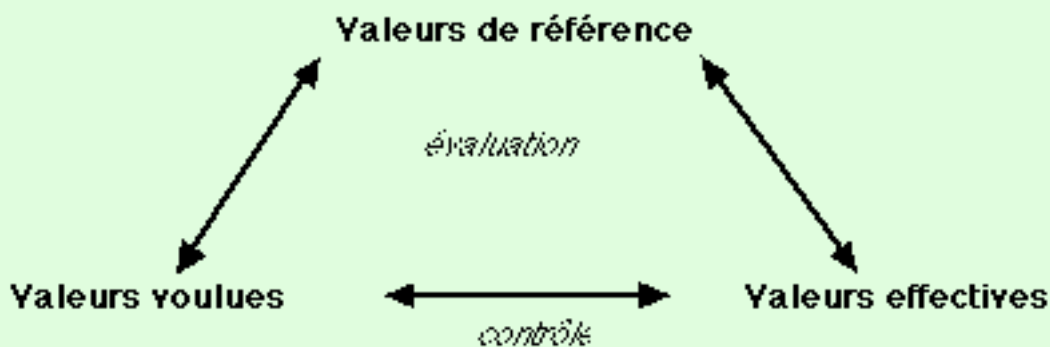 Valeurs de référence
évaluation
Valeurs voulues
Valeurs effectives
contrôle